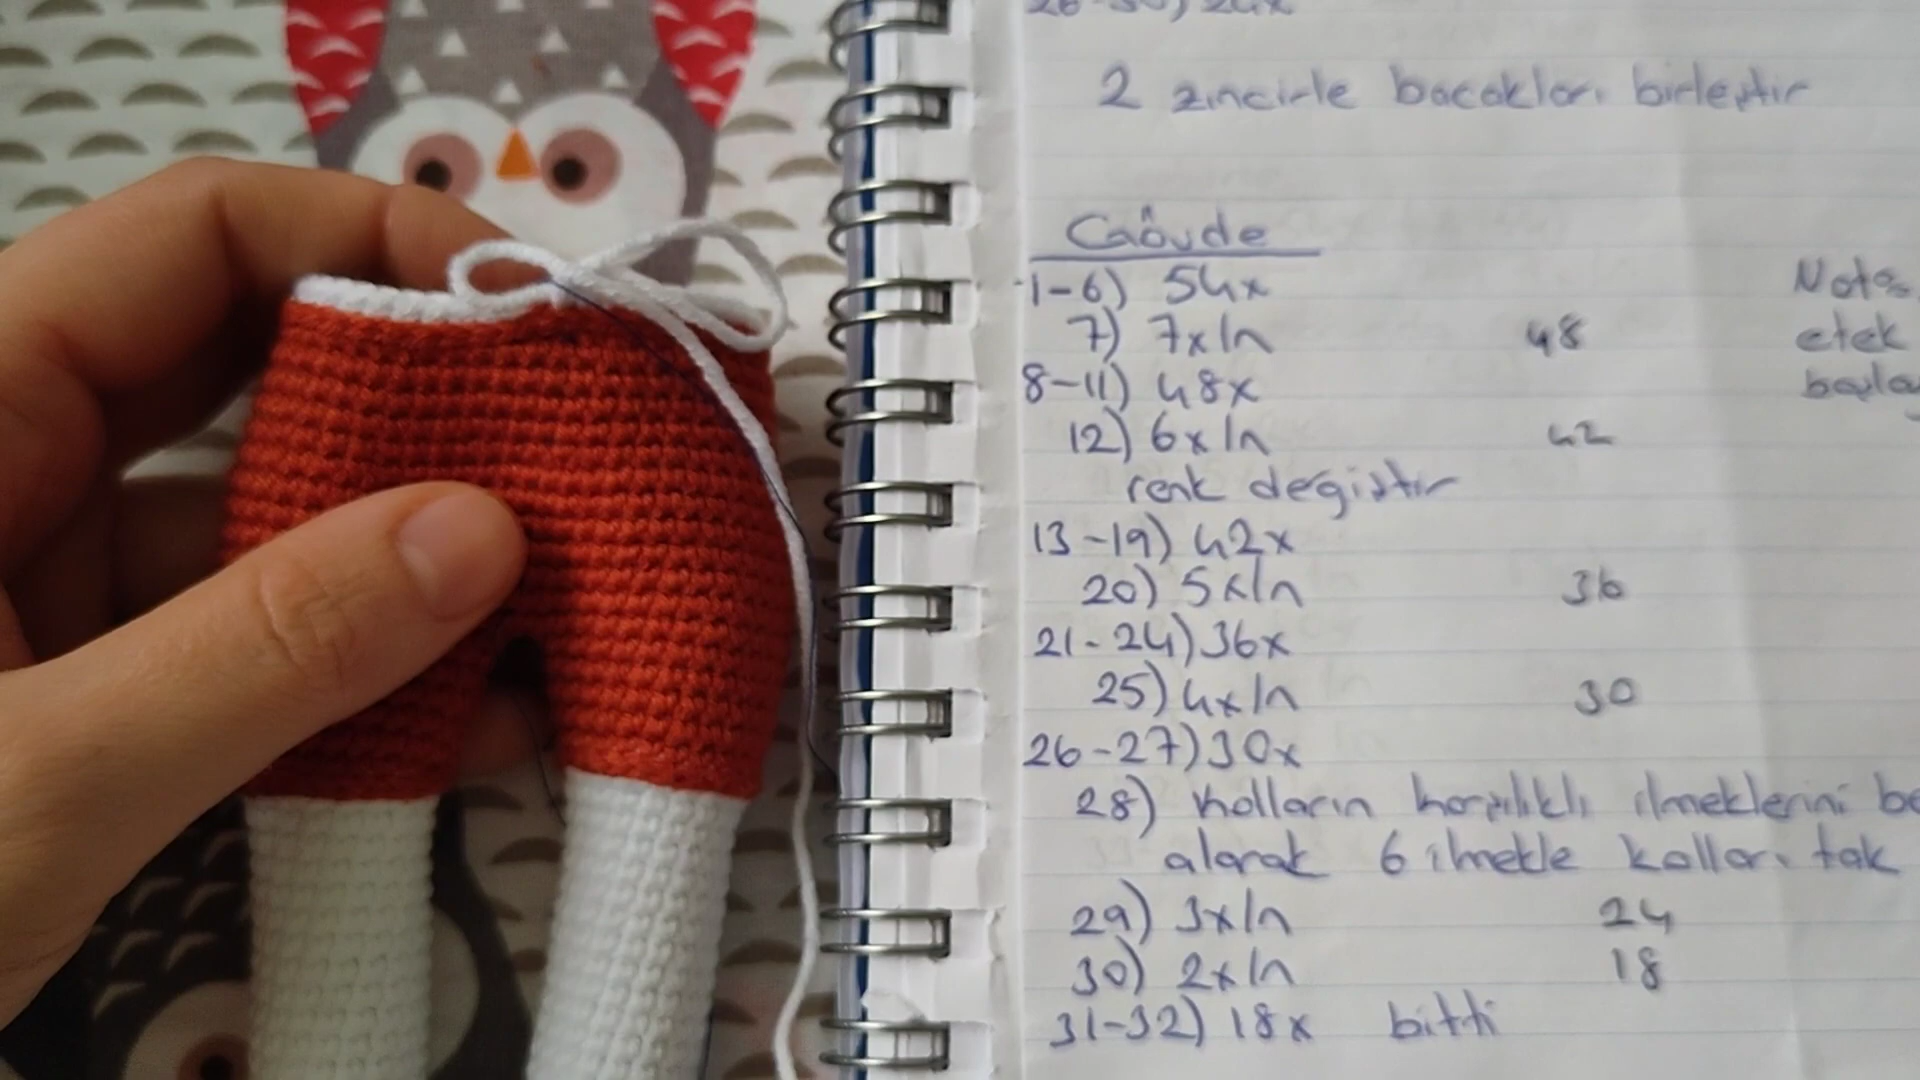 2 zincirle bacakları birleştir
Gövde
1-6) 54x
7) 7x1n 48
Not:
etek
8-11) 48x
12) 6x1n 42
renk değiştir
13-19) 42x
20) 5x1n 36
21-24) 36x
25) 4x1n 30
26-27) 30x
28) Kolların karşılıklı ilmeklerini be
alarak 6 ilmekle kolları tak
29) 3x1n 24
30) 2x1n 18
31-32) 18x bitti